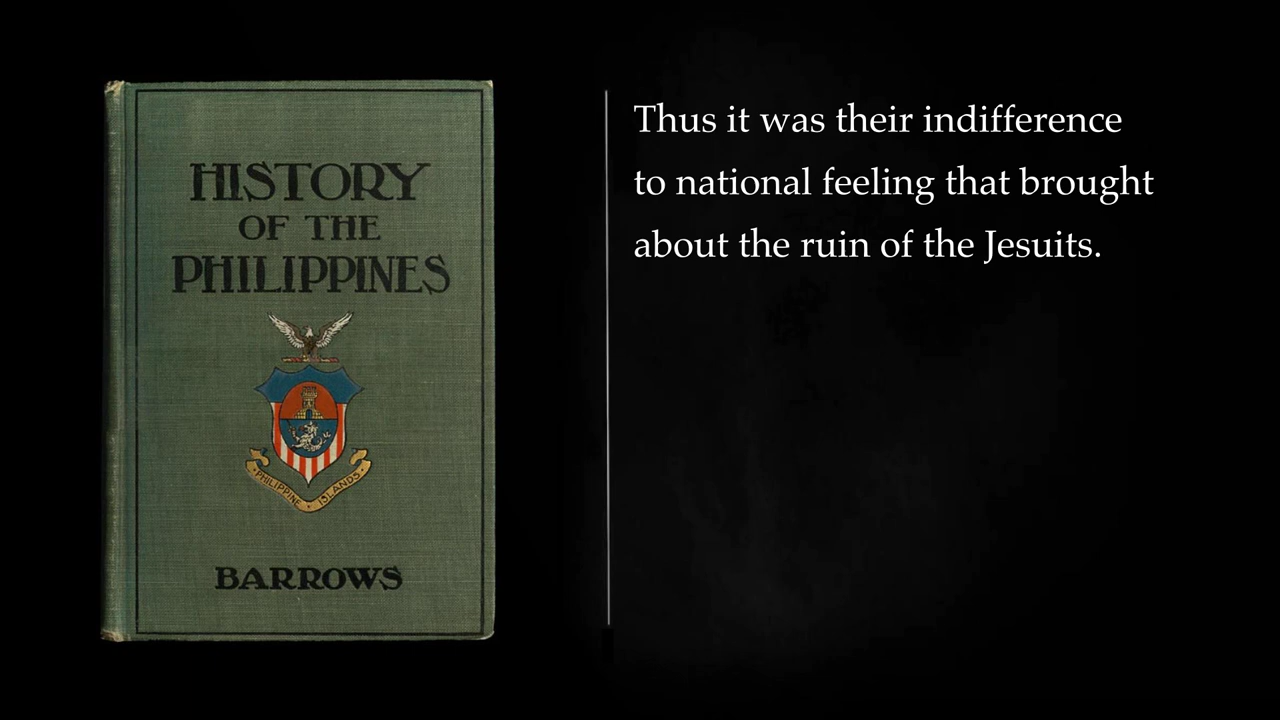 HISTORY
OF THE
PHILIPPINES
PHILIPPINE ISLANDS
BARROWS
Thus it was their indifference
to national feeling that brought
about the ruin of the Jesuits.